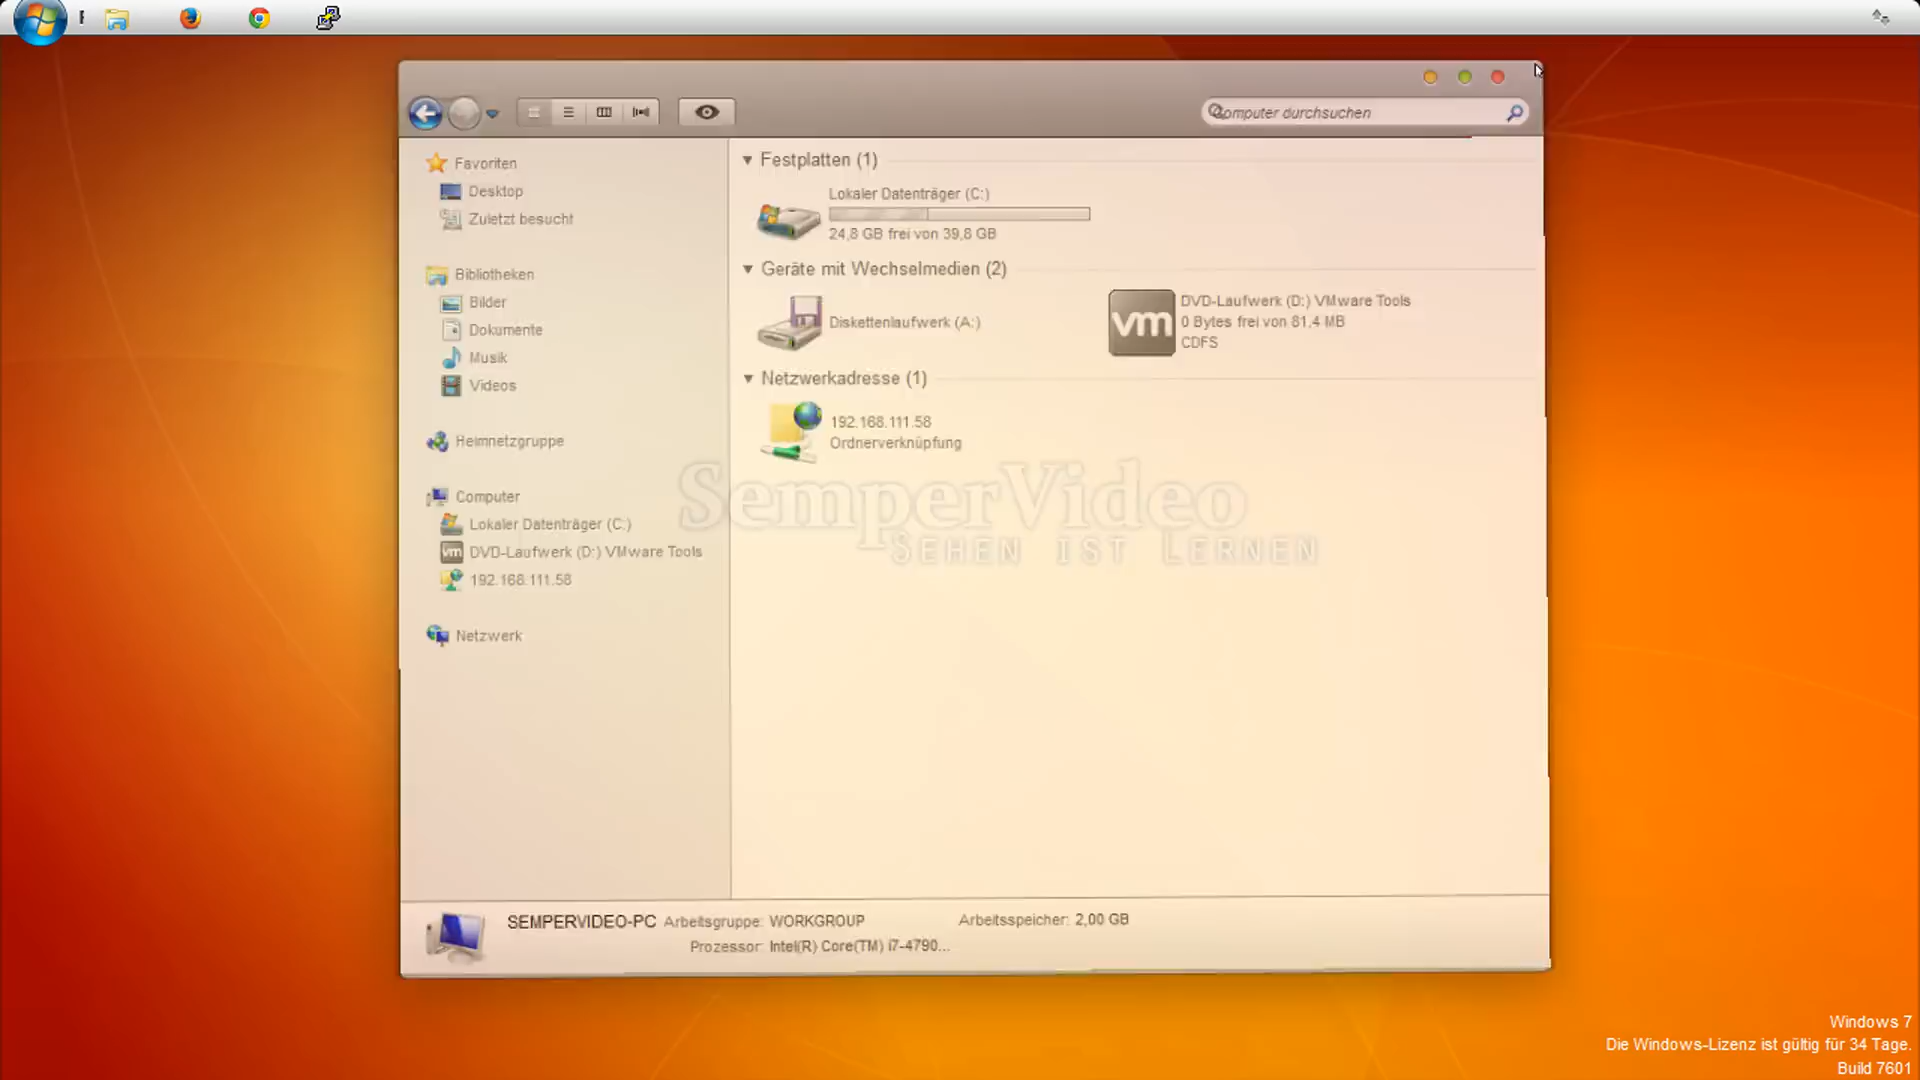 Computer durchsuchen
Favoriten
Desktop
Zuletzt besucht
Bibliotheken
Bilder
Dokumente
Musik
Videos
Heimnetzgruppe
Computer
Lokaler Datenträger (C:)
DVD-Laufwerk (D:) VMware Tools
192.168.111.58
Netzwerk
Festplatten (1)
Lokaler Datenträger (C:)
24,8 GB frei von 39,8 GB
Geräte mit Wechselmedien (2)
Diskettenlaufwerk (A:)
vm
DVD-Laufwerk (D:) VMware Tools
0 Bytes frei von 81,4 MB
CDFS
Netzwerkadresse (1)
192.168.111.58
Ordnerverknüpfung
SemperVideo
Sehen ist Lernen
SEMPERVIDEO-PC Arbeitsgruppe: WORKGROUP Arbeitsspeicher: 2,00 GB
Prozessor: Intel(R) Core(TM) i7-4790...
Windows 7
Die Windows-Lizenz ist gültig für 34 Tage.
Build 7601